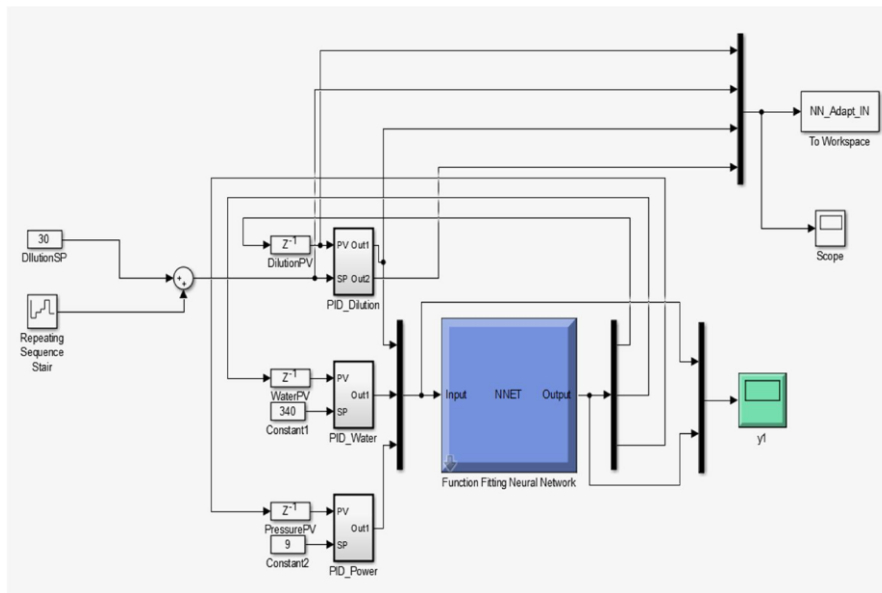 NN_Adapt_IN
To Workspace
Scope
30
DIlutionSP
Repeating
Sequence
Stair
Z-1
DilutionPV
PV Out1
SP Out2
PID_Dilution
Z-1
WaterPV
340
Constant1
PV
Out1
SP
PID_Water
Input
NNET
Output
Function Fitting Neural Network
y1
Z-1
PressurePV
9
Constant2
PV
Out1
SP
PID_Power